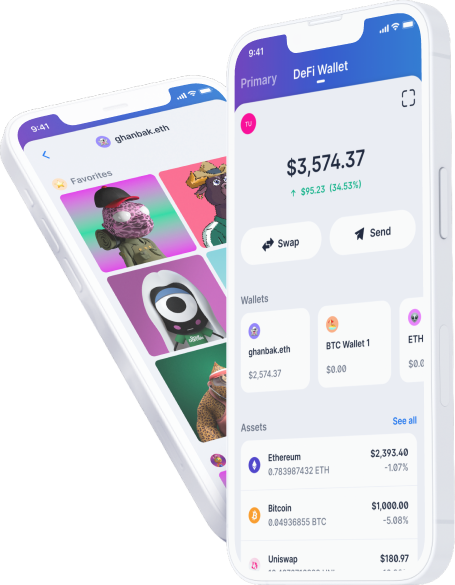 9:41
ghanbak.eth
Favorites
9:41
Primary
DeFi Wallet
TU
$3,574.37
↑ $95.23 (34.53%)
Swap
Send
Wallets
ghanbak.eth
$2,574.37
BTC Wallet 1
$0.00
ETH
$0.0
Assets
See all
Ethereum
$2,393.40
0.783987432 ETH
-1.07%
Bitcoin
$1,000.00
0.04936855 BTC
-5.08%
Uniswap
$180.97